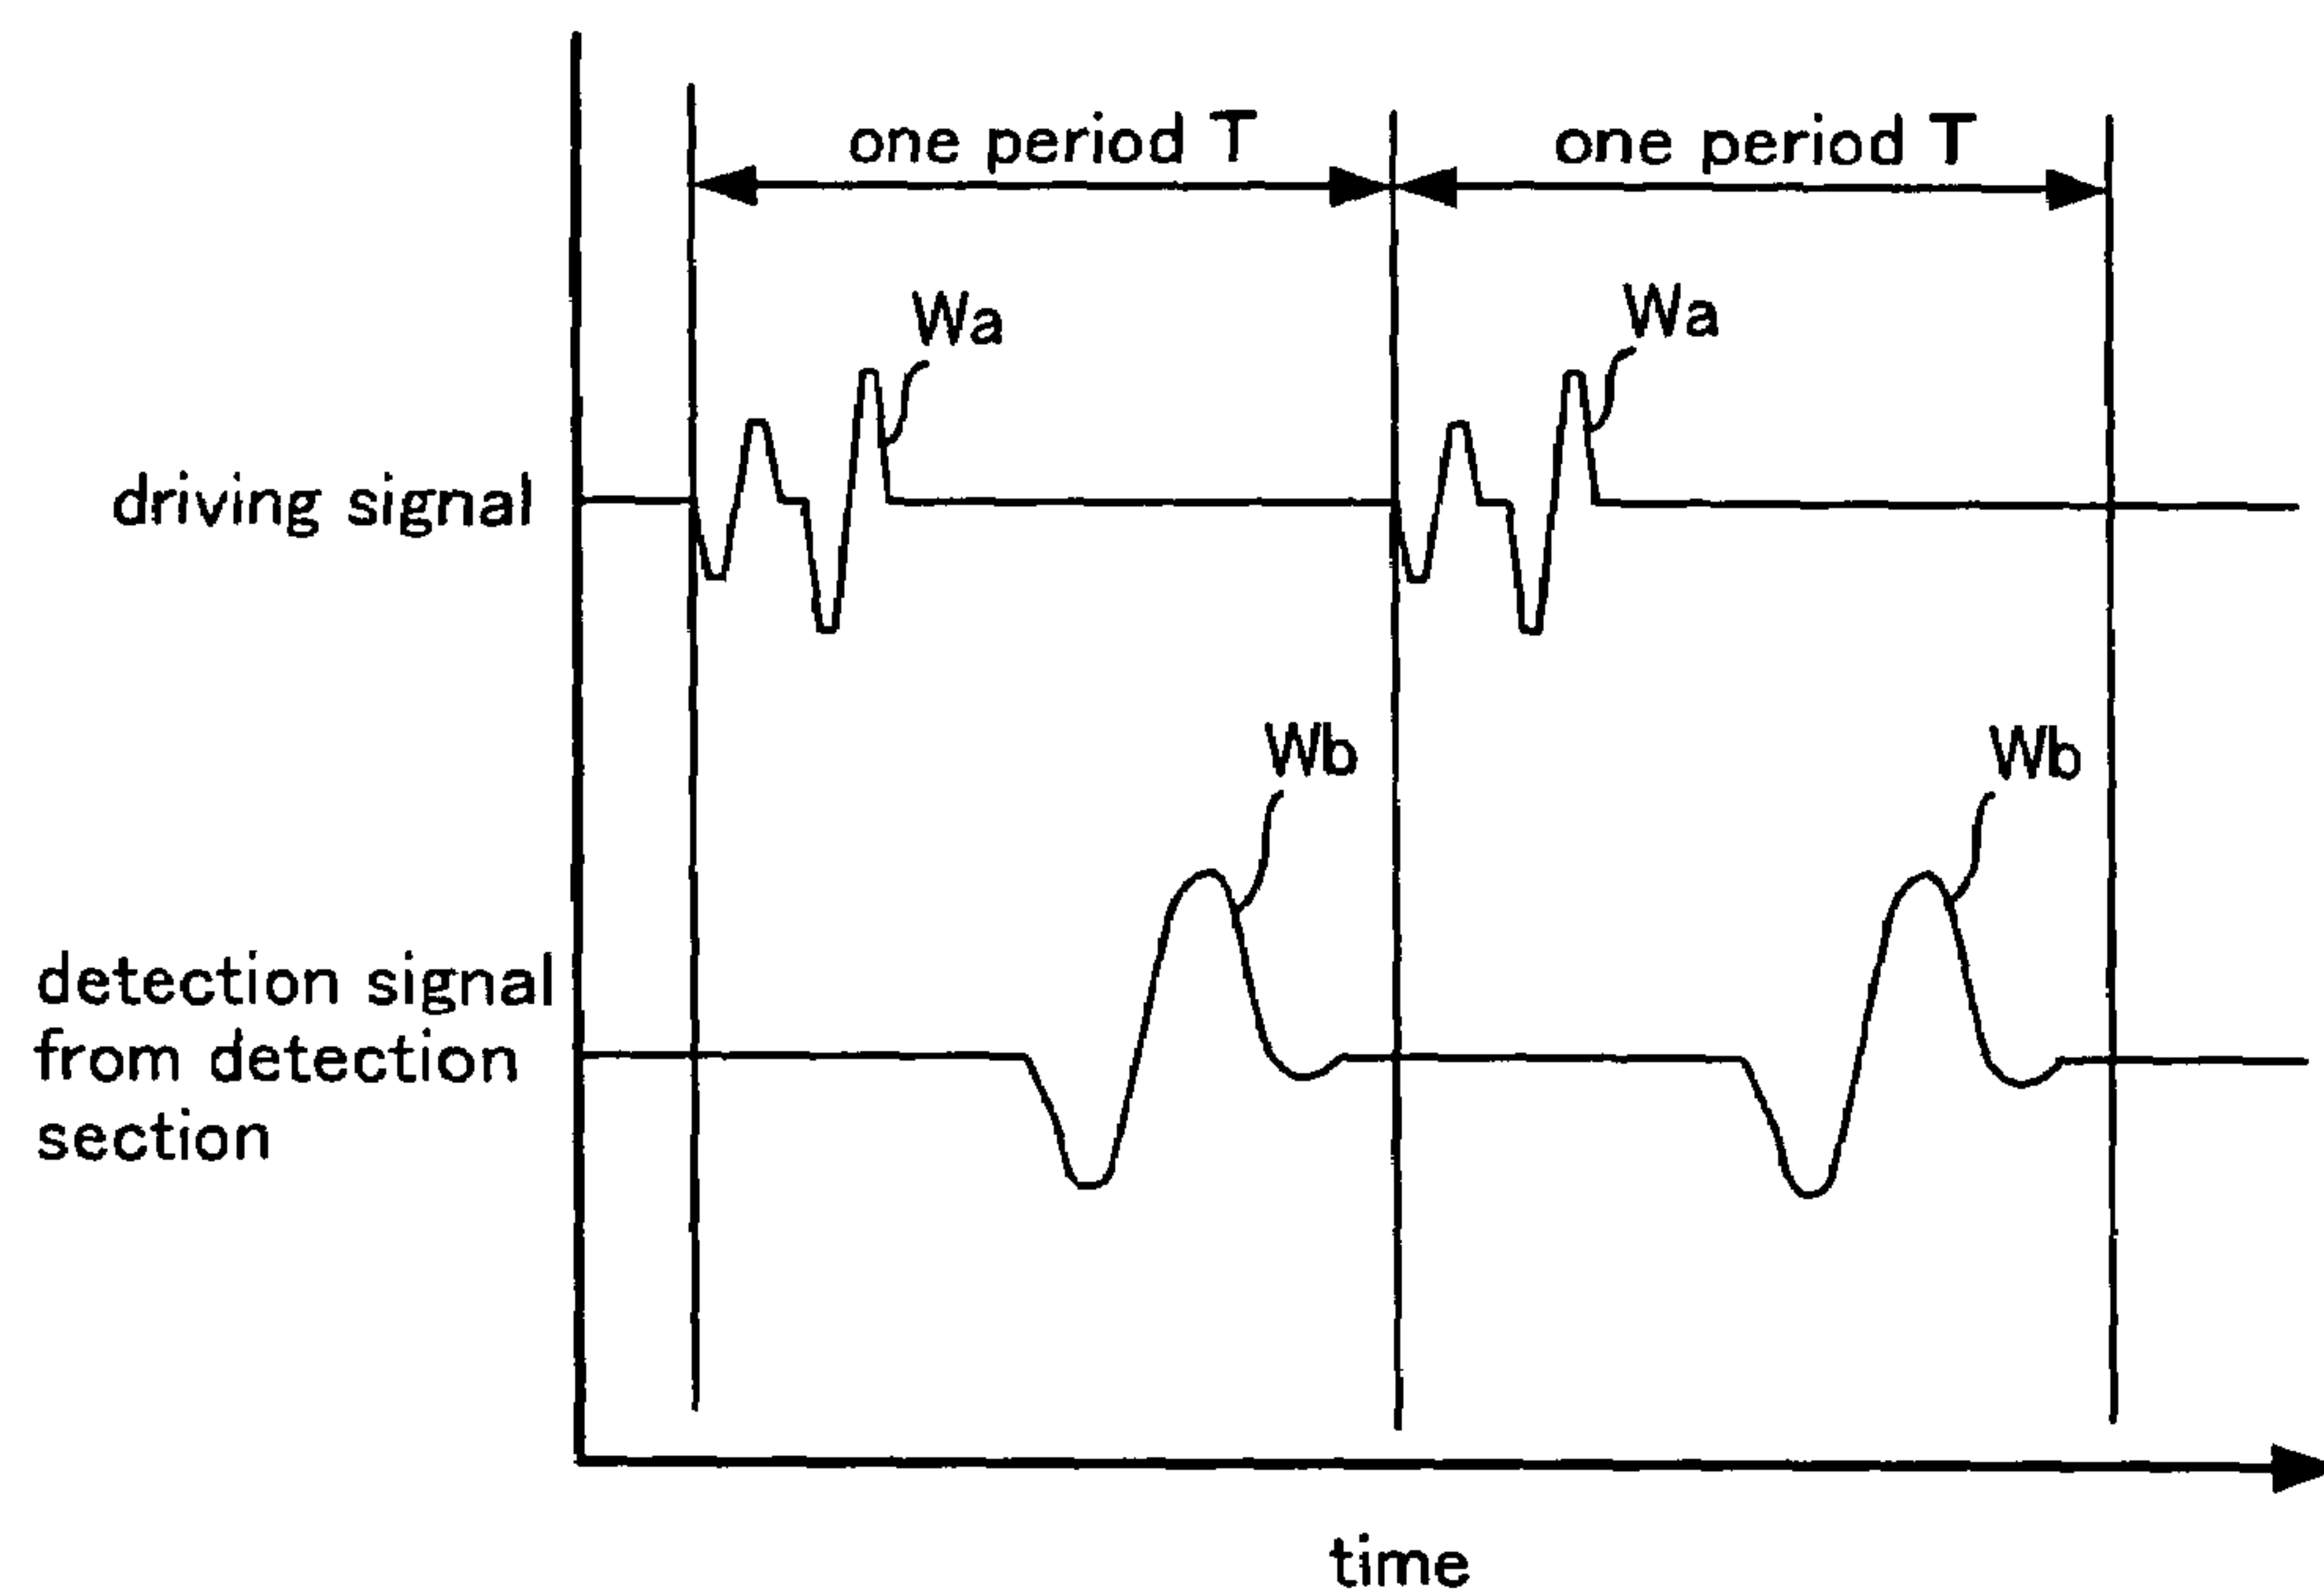 one period T
one period T
Wa
Wa
driving signal
Wb
Wb
detection signal
from detection
section
time